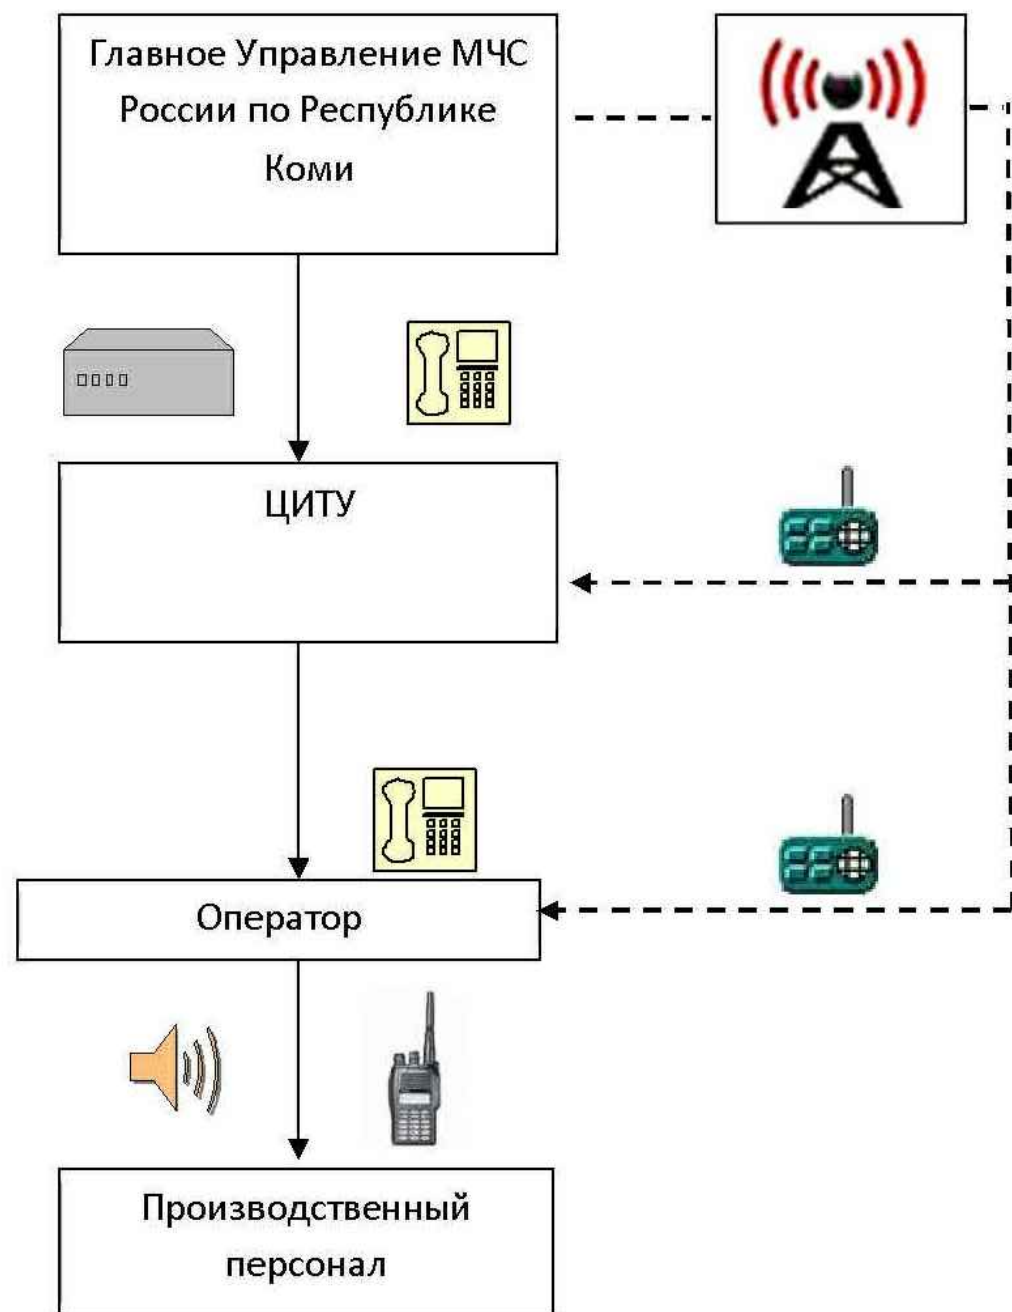 Главное Управление МЧС
России по Республике
Коми
ЦИТУ
Оператор
Производственный
персонал